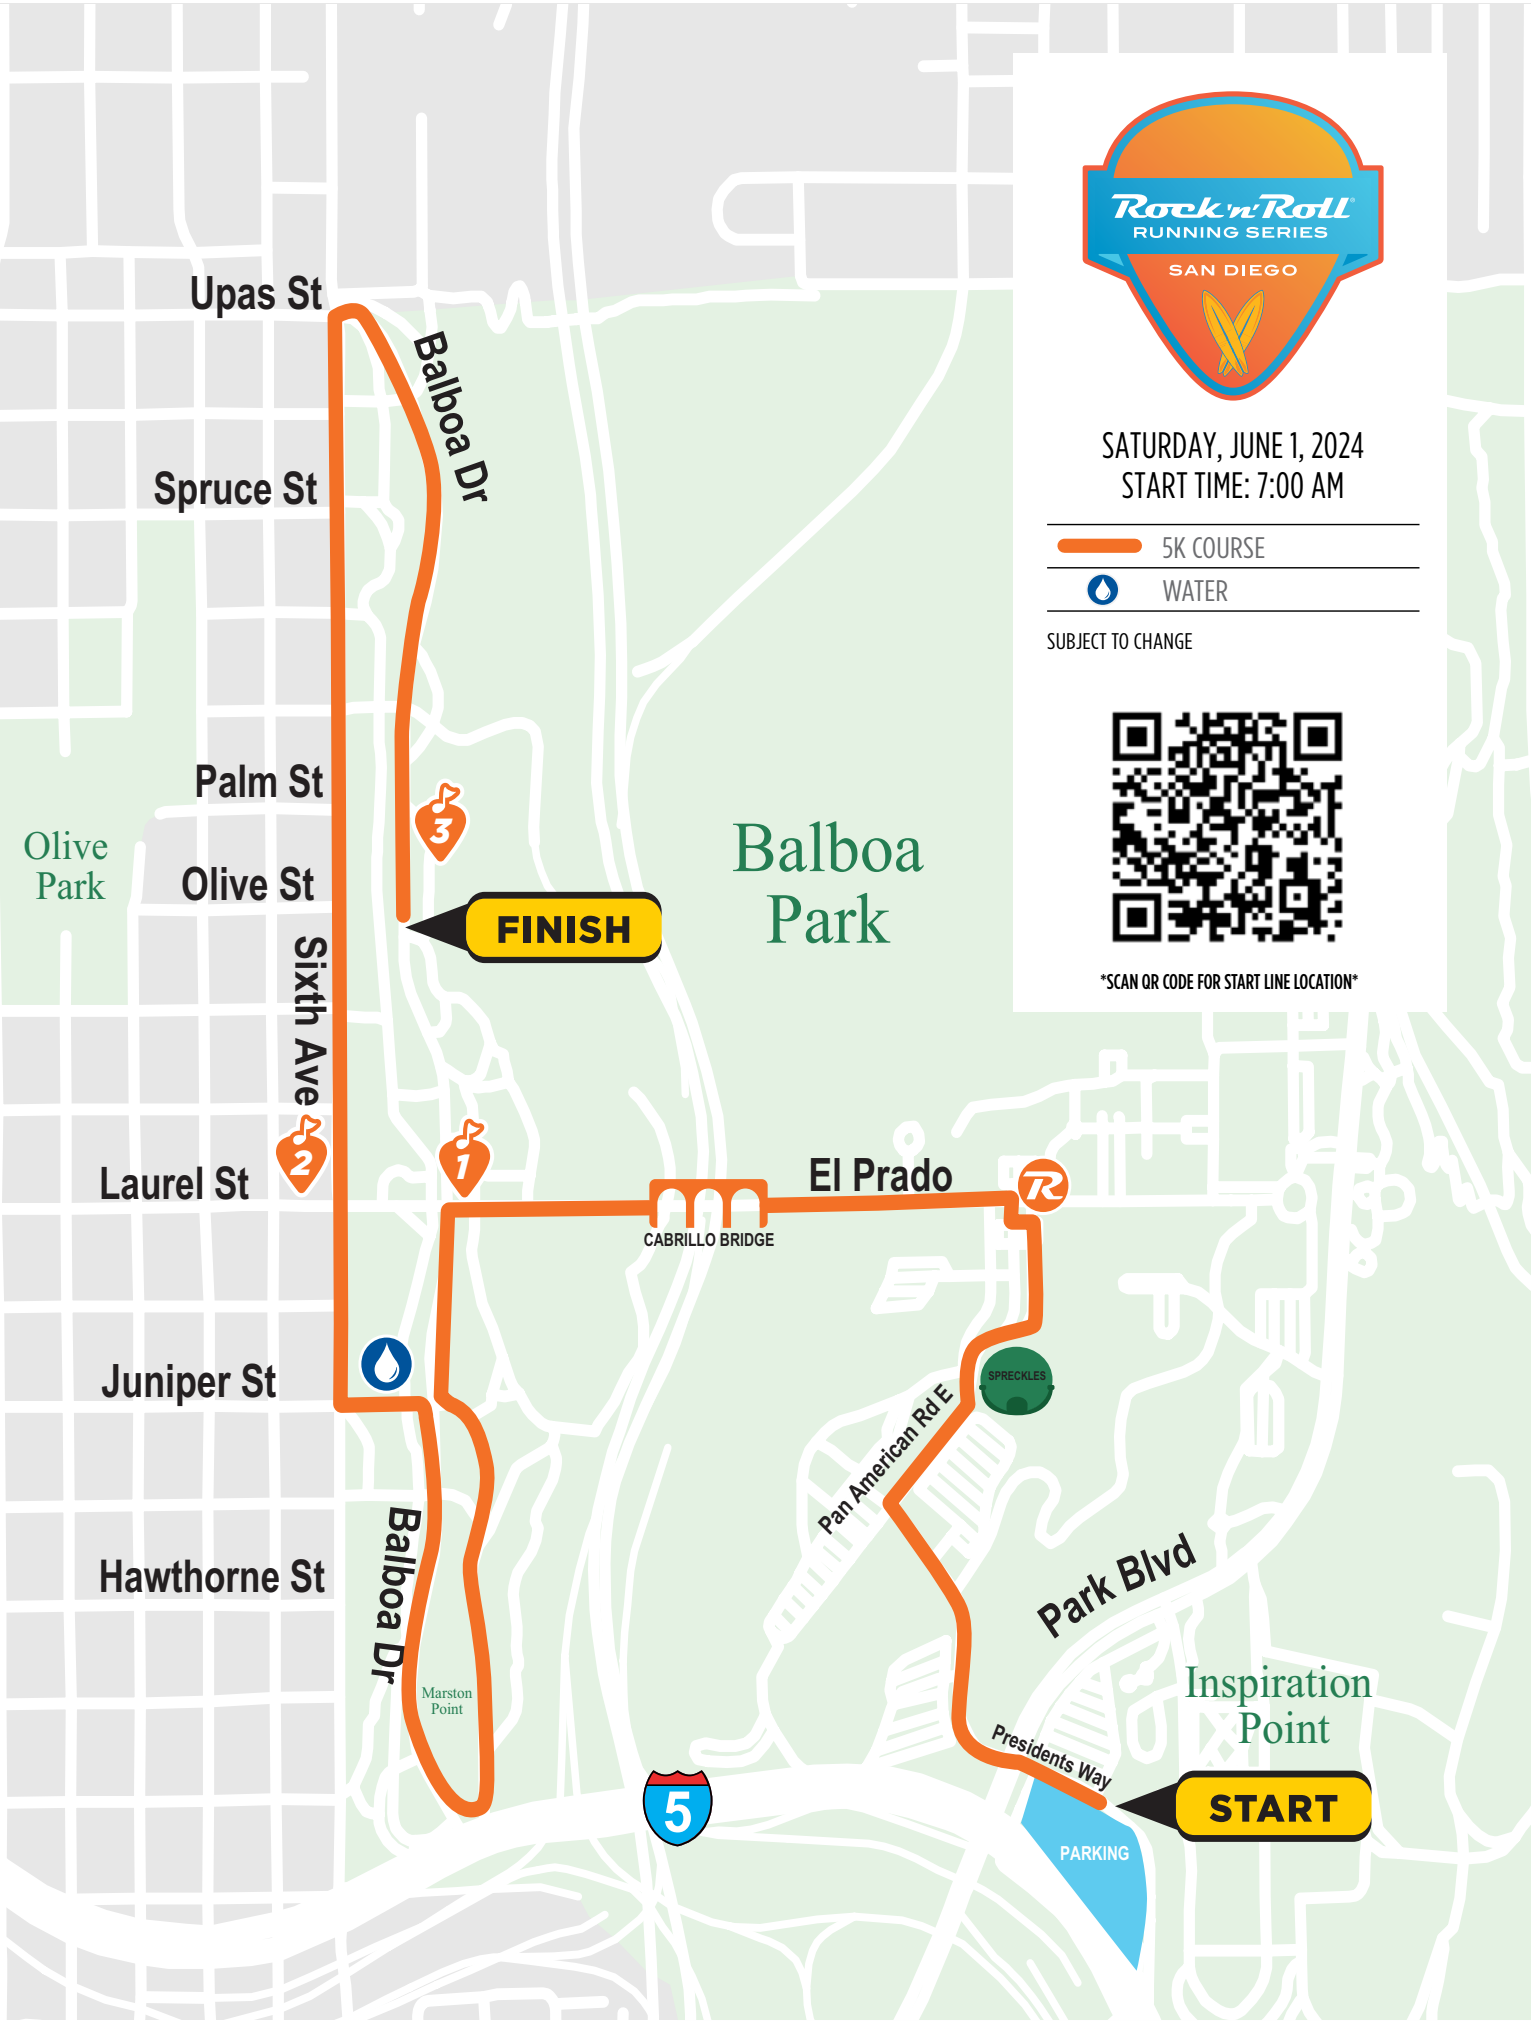 Rock 'n' Roll
RUNNING SERIES
SAN DIEGO
SATURDAY, JUNE 1, 2024
START TIME: 7:00 AM
5K COURSE
WATER
SUBJECT TO CHANGE
*SCAN QR CODE FOR START LINE LOCATION*
Upas St
Balboa Dr
Spruce St
Palm St
3
Olive
Park
Balboa
Park
Olive St
FINISH
Sixth Ave
2
1
Laurel St
El Prado
R
CABRILLO BRIDGE
Juniper St
SPRECKLES
Pan American Rd E
Balboa Dr
Hawthorne St
Park Blvd
Marston
Point
Inspiration
Point
Presidents Way
START
5
PARKING